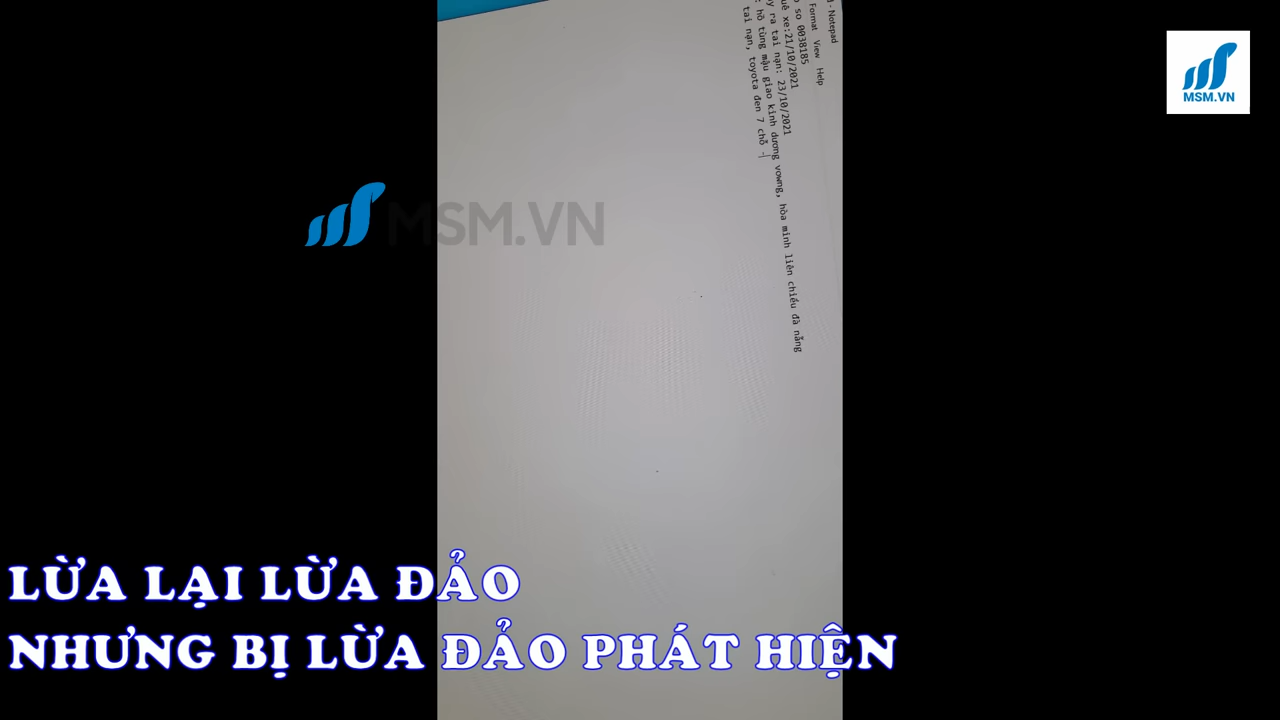 - Notepad
Format View Help
so 0038185
xe:21/10/2021
ra tai nạn: 23/10/2021
hồ tùng mậu giao kinh dương vowng, hòa minh liên chiểu đà nẵng
tai nạn, toyota đen 7 chỗ -
MSM.VN
MSM.VN
LỪA LẠI LỪA ĐẢO
NHƯNG BỊ LỪA ĐẢO PHÁT HIỆN